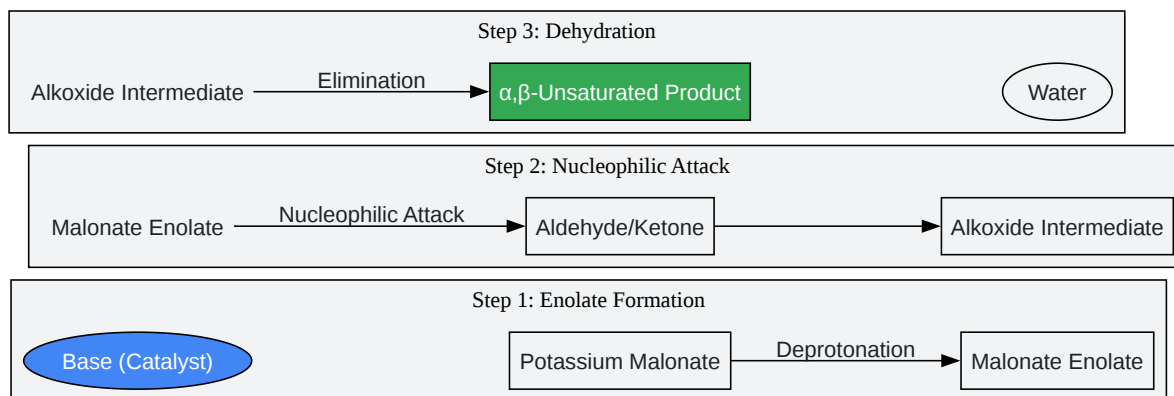 Step 3: Dehydration
Alkoxide Intermediate
Elimination
α,β-Unsaturated Product
Water
Step 2: Nucleophilic Attack
Malonate Enolate
Nucleophilic Attack
Aldehyde/Ketone
Alkoxide Intermediate
Step 1: Enolate Formation
Base (Catalyst)
Potassium Malonate
Deprotonation
Malonate Enolate